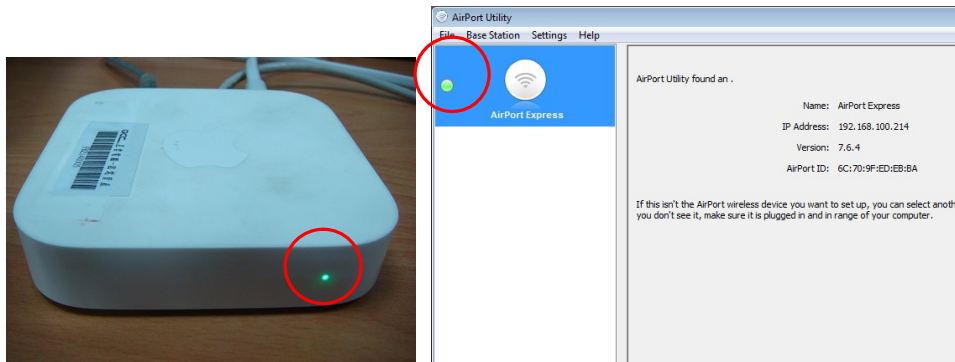 AirPort Utility
File Base Station Settings Help
AirPort Express
AirPort Utility found an .
Name: AirPort Express
IP Address: 192.168.100.214
Version: 7.6.4
AirPort ID: 6C:70:9F:ED:EB:BA
If this isn't the AirPort wireless device you want to set up, you can select anoth
you don't see it, make sure it is plugged in and in range of your computer.